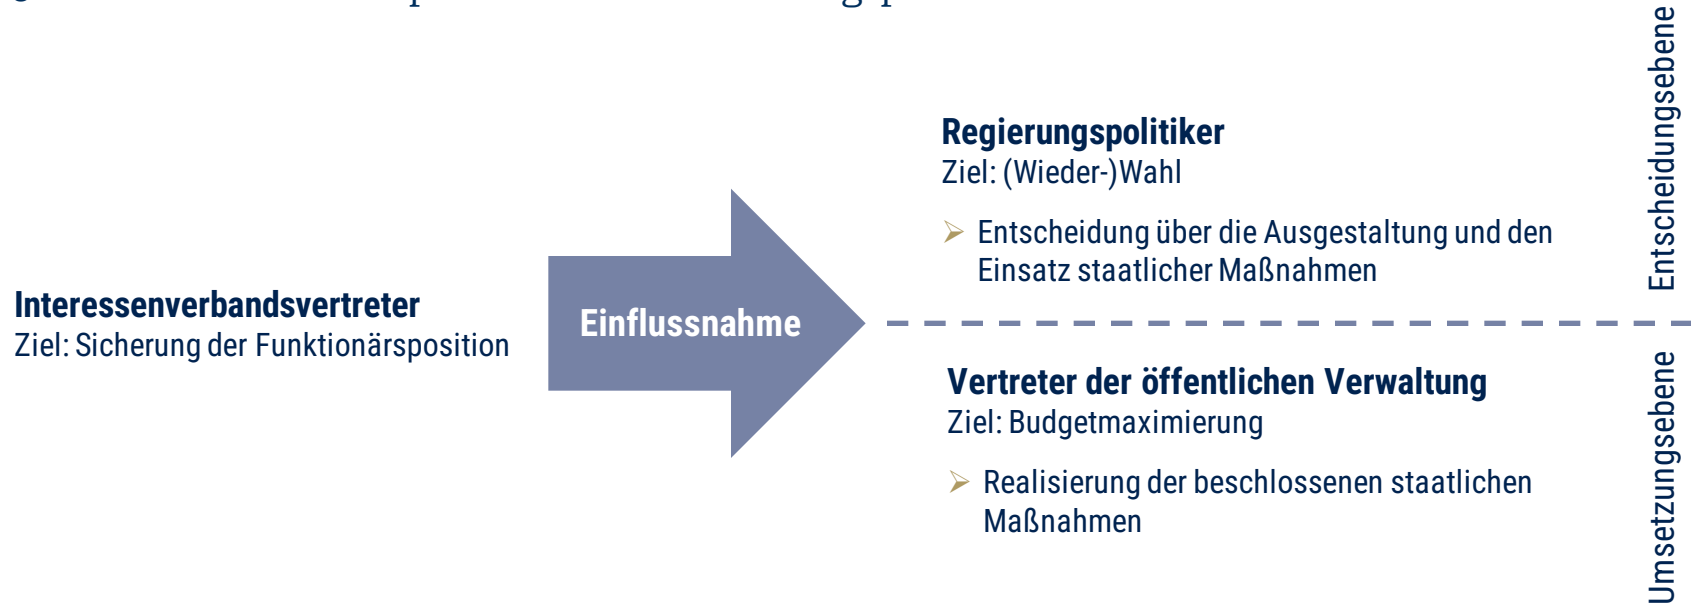 Entscheidungsebene
Regierungspolitiker
Ziel: (Wieder-)Wahl
Entscheidung über die Ausgestaltung und den
Einsatz staatlicher Maßnahmen
Interessenverbandsvertreter
Ziel: Sicherung der Funktionärsposition
Einflussnahme
Vertreter der öffentlichen Verwaltung
Ziel: Budgetmaximierung
Realisierung der beschlossenen staatlichen
Maßnahmen
Umsetzungsebene